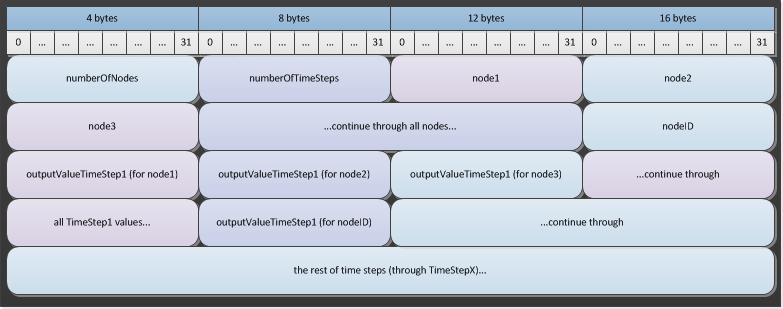 4 bytes 8 bytes 12 bytes 16 bytes
0 ... ... ... ... ... ... 31 0 ... ... ... ... ... ... 31 0 ... ... ... ... ... ... 31 0 ... ... ... ... ... ... 31
numberOfNodes numberOfTimeSteps node1 node2
node3 ...continue through all nodes... nodeID
outputValueTimeStep1 (for node1) outputValueTimeStep1 (for node2) outputValueTimeStep1 (for node3) ...continue through
all TimeStep1 values... outputValueTimeStep1 (for nodeID) ...continue through
the rest of time steps (through TimeStepX)...